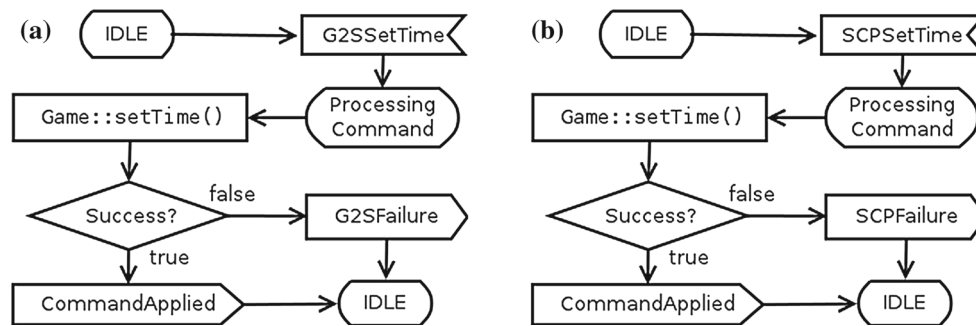 (a)
IDLE
G2SSetTime
Processing
Command
Game::setTime()
Success?
false
G2SFailure
true
CommandApplied
IDLE
(b)
IDLE
SCPSetTime
Processing
Command
Game::setTime()
Success?
false
SCPFailure
true
CommandApplied
IDLE